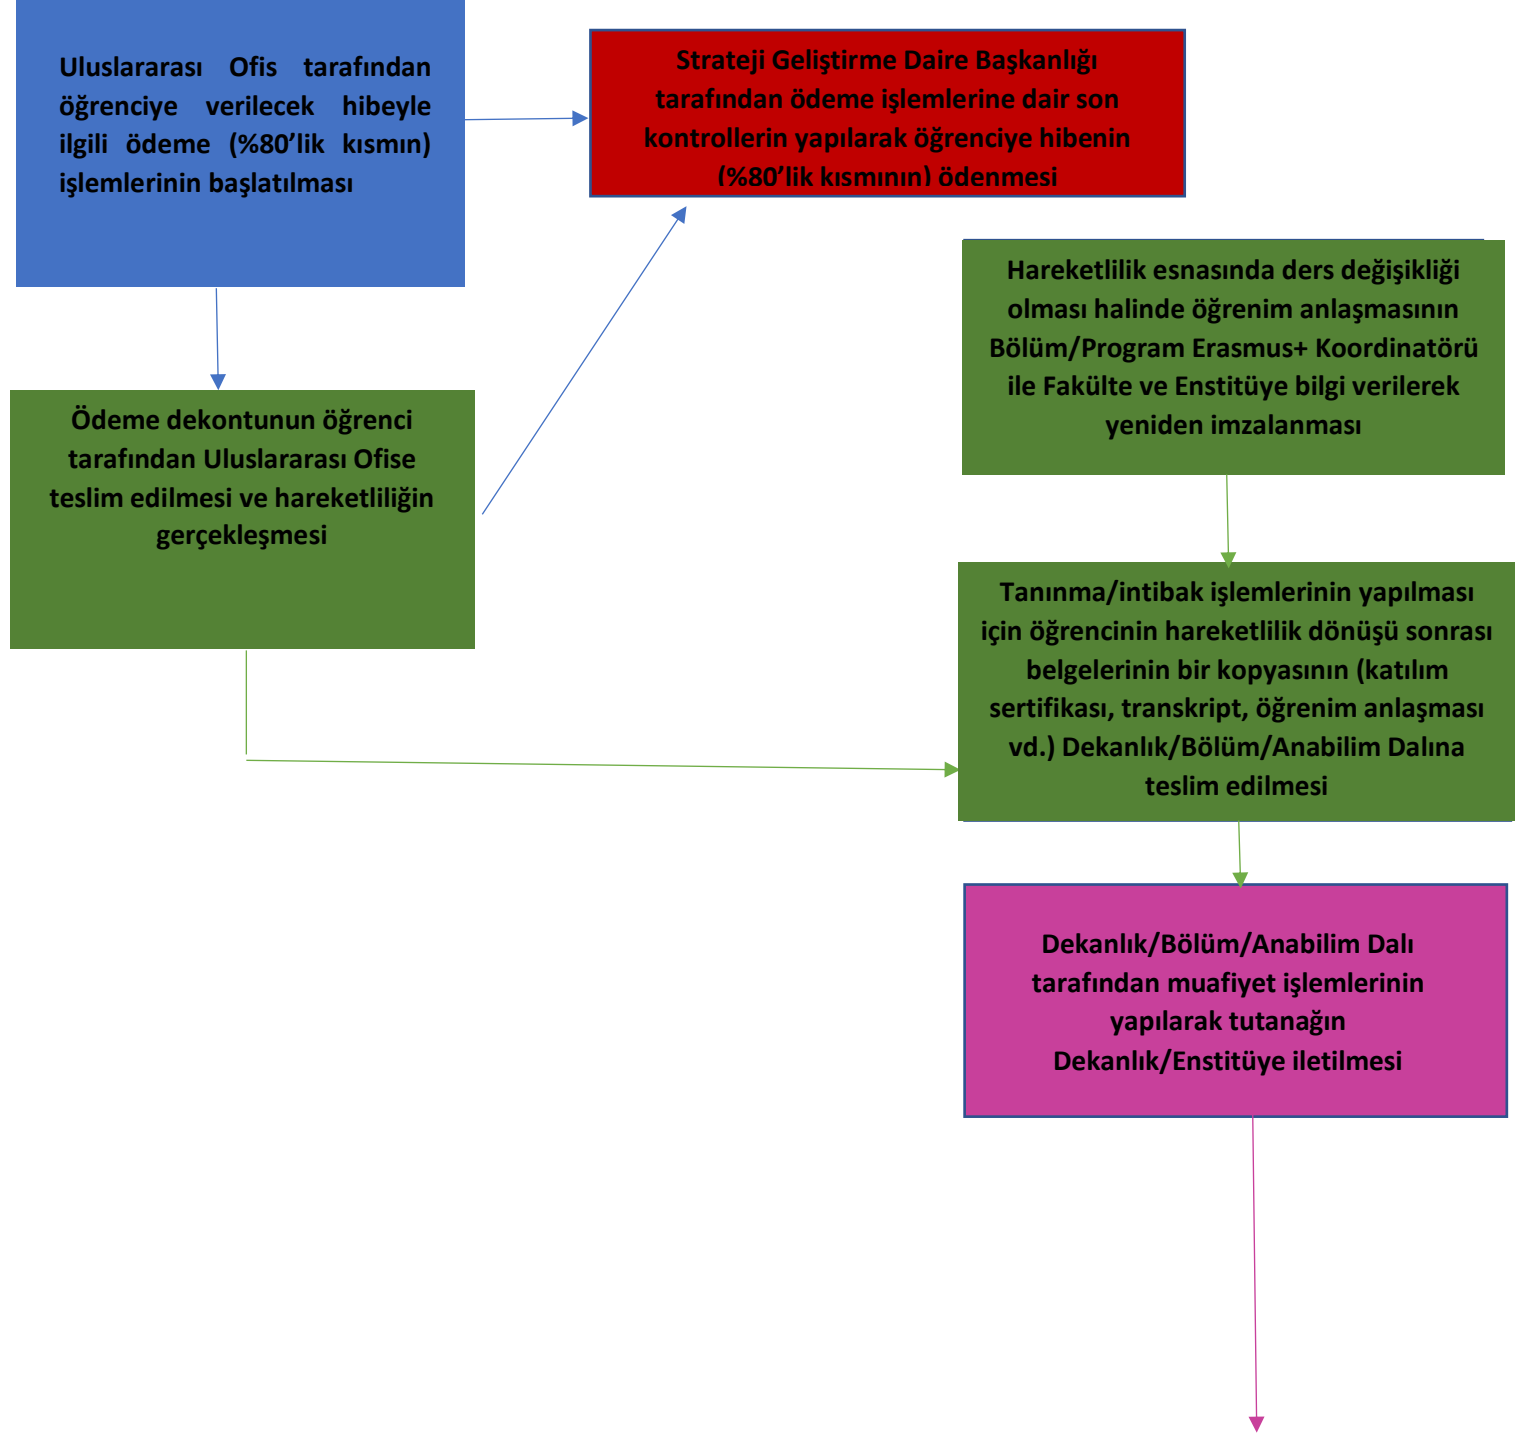 Uluslararası Ofis tarafından
öğrenciye verilecek hibeyle
ilgili ödeme (%80’lik kısmın)
işlemlerinin başlatılması
Strateji Geliştirme Daire Başkanlığı
tarafından ödeme işlemlerine dair son
kontrollerin yapılarak öğrenciye hibenin
(%80’lik kısmının) ödenmesi
Hareketlilik esnasında ders değişikliği
olması halinde öğrenim anlaşmasının
Bölüm/Program Erasmus+ Koordinatörü
ile Fakülte ve Enstitüye bilgi verilerek
yeniden imzalanması
Ödeme dekontunun öğrenci
tarafından Uluslararası Ofise
teslim edilmesi ve hareketliliğin
gerçekleşmesi
Tanınma/intibak işlemlerinin yapılması
için öğrencinin hareketlilik dönüşü sonrası
belgelerinin bir kopyasının (katılım
sertifikası, transkript, öğrenim anlaşması
vd.) Dekanlık/Bölüm/Anabilim Dalına
teslim edilmesi
Dekanlık/Bölüm/Anabilim Dalı
tarafından muafiyet işlemlerinin
yapılarak tutanağın
Dekanlık/Enstitüye iletilmesi